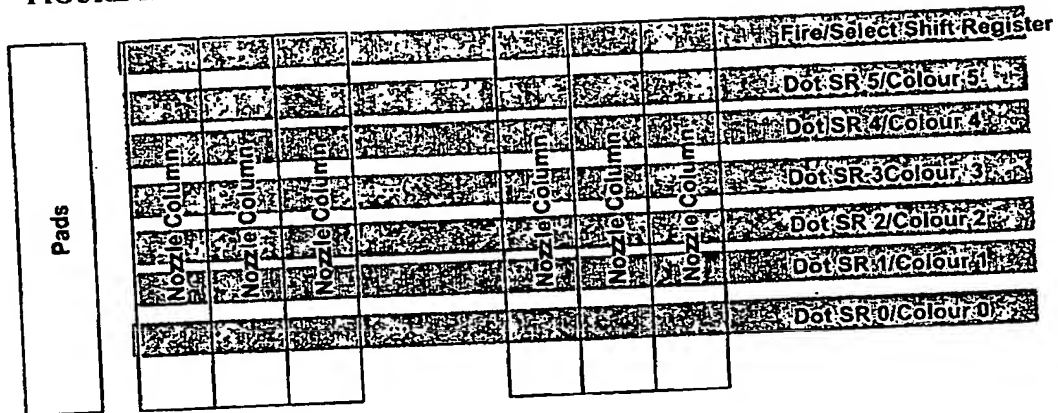 Fire/Select Shift Register
Dot SR 5/Colour 5
Dot SR 4/Colour 4
Dot SR 3Colour 3
Dot SR 2/Colour 2
Dot SR 1/Colour 1
Dot SR 0/Colour 0
Pads
Nozzle Column
Nozzle Column
Nozzle Column
Nozzle Column
Nozzle Column
Nozzle Column